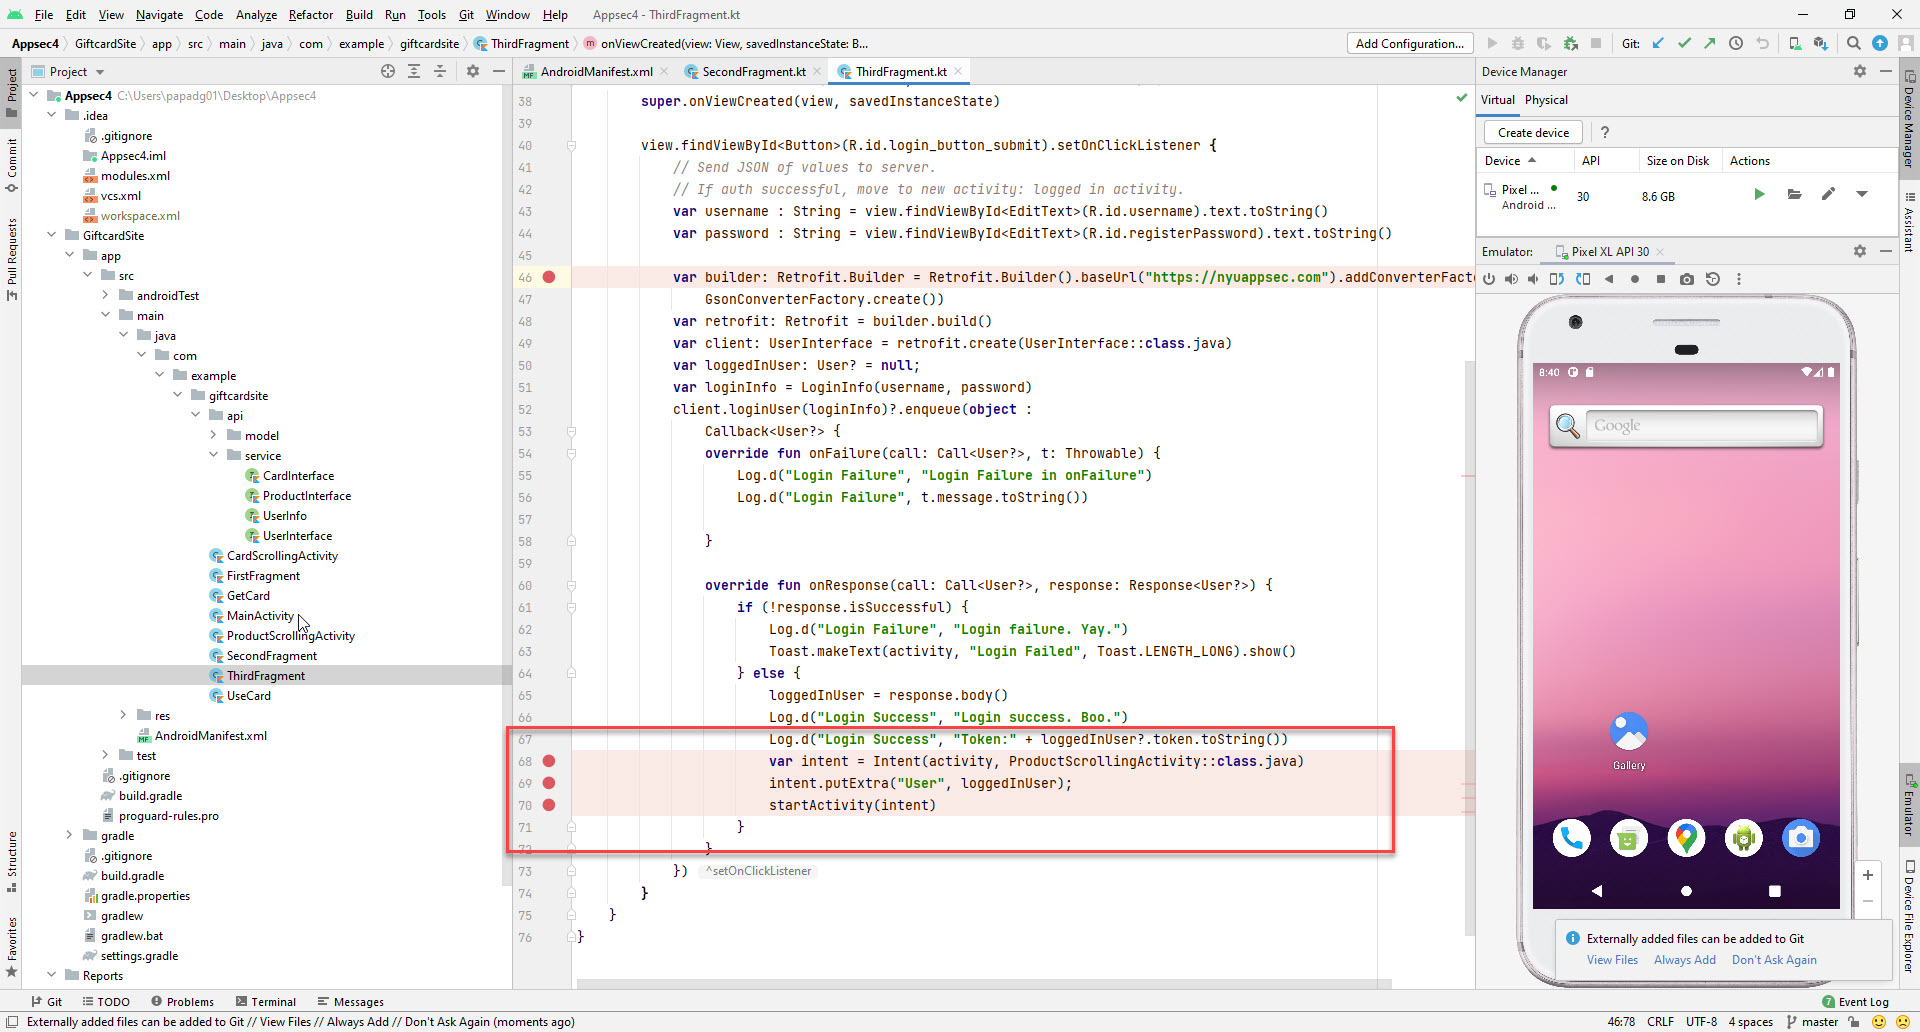 File Edit View Navigate Code Analyze Refactor Build Run Tools Git Window Help Appsec4 - ThirdFragment.kt
Appsec4 GiftcardSite app src main java com example giftcardsite ThirdFragment m onViewCreated(view: View, savedInstanceState: B... Add Configuration... Git:
Project
Commit
Pull Requests
Structure
Favorites
Project
Appsec4 C:\Users\papadg01\Desktop\Appsec4
.idea
.gitignore
Appsec4.iml
modules.xml
vcs.xml
workspace.xml
GiftcardSite
app
src
androidTest
main
java
com
example
giftcardsite
api
model
service
CardInterface
ProductInterface
UserInfo
UserInterface
CardScrollingActivity
FirstFragment
GetCard
MainActivity
ProductScrollingActivity
SecondFragment
ThirdFragment
UseCard
res
AndroidManifest.xml
test
.gitignore
build.gradle
proguard-rules.pro
gradle
.gitignore
build.gradle
gradle.properties
gradlew
gradlew.bat
settings.gradle
Reports
AndroidManifest.xml SecondFragment.kt ThirdFragment.kt
38 super.onViewCreated(view, savedInstanceState)
39
40 view.findViewById<Button>(R.id.login_button_submit).setOnClickListener {
41 // Send JSON of values to server.
42 // If auth successful, move to new activity: logged in activity.
43 var username : String = view.findViewById<EditText>(R.id.username).text.toString()
44 var password : String = view.findViewById<EditText>(R.id.registerPassword).text.toString()
45
46 var builder: Retrofit.Builder = Retrofit.Builder().baseUrl("https://nyuappsec.com").addConverterFacto
47 GsonConverterFactory.create())
48 var retrofit: Retrofit = builder.build()
49 var client: UserInterface = retrofit.create(UserInterface::class.java)
50 var loggedInUser: User? = null;
51 var loginInfo = LoginInfo(username, password)
52 client.loginUser(loginInfo)?.enqueue(object :
53 Callback<User?> {
54 override fun onFailure(call: Call<User?>, t: Throwable) {
55 Log.d("Login Failure", "Login Failure in onFailure")
56 Log.d("Login Failure", t.message.toString())
57
58 }
59
60 override fun onResponse(call: Call<User?>, response: Response<User?>) {
61 if (!response.isSuccessful) {
62 Log.d("Login Failure", "Login failure. Yay.")
63 Toast.makeText(activity, "Login Failed", Toast.LENGTH_LONG).show()
64 } else {
65 loggedInUser = response.body()
66 Log.d("Login Success", "Login success. Boo.")
67 Log.d("Login Success", "Token:" + loggedInUser?.token.toString())
68 var intent = Intent(activity, ProductScrollingActivity::class.java)
69 intent.putExtra("User", loggedInUser);
70 startActivity(intent)
71 }
72 }
73 }) ^setOnClickListener
74 }
75 }
76 }
Device Manager
Virtual Physical
Create device ?
Device API Size on Disk Actions
Pixel ... 30 8.6 GB
Android ...
Emulator: Pixel XL API 30
8:40
Google
Gallery
Externally added files can be added to Git
View Files Always Add Don't Ask Again
Device Manager
Assistant
Emulator
Device File Explorer
Git TODO Problems Terminal Messages 7 Event Log
Externally added files can be added to Git // View Files // Always Add // Don't Ask Again (moments ago) 46:78 CRLF UTF-8 4 spaces master